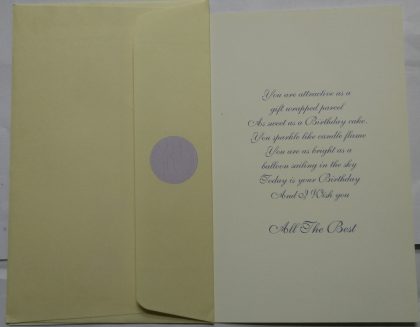 You are attractive as a
gift wrapped parcel
As sweet as a Birthday cake.
You sparkle like candle flame
You are as bright as a
balloon sailing in the sky
Today is your Birthday
And I Wish you
All The Best